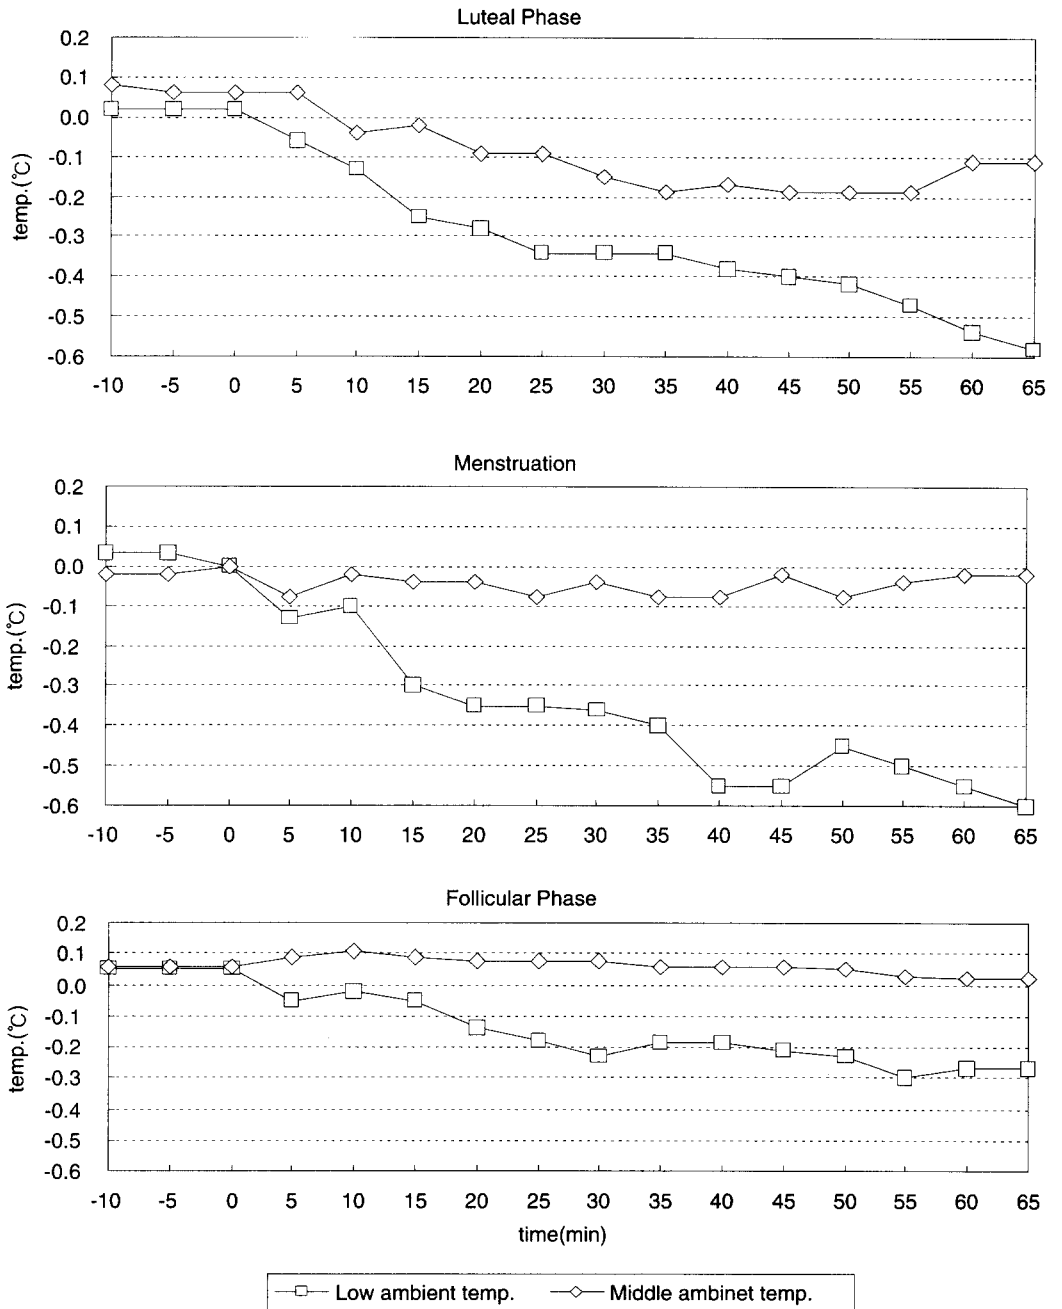 Luteal Phase
0.2
0.1
0.0
-0.1
-0.2
-0.3
-0.4
-0.5
-0.6
temp.(℃)
-10 -5 0 5 10 15 20 25 30 35 40 45 50 55 60 65
Menstruation
0.2
0.1
0.0
-0.1
-0.2
-0.3
-0.4
-0.5
-0.6
temp.(℃)
-10 -5 0 5 10 15 20 25 30 35 40 45 50 55 60 65
Follicular Phase
0.2
0.1
0.0
-0.1
-0.2
-0.3
-0.4
-0.5
-0.6
temp.(℃)
-10 -5 0 5 10 15 20 25 30 35 40 45 50 55 60 65
time(min)
Low ambient temp. Middle ambinet temp.